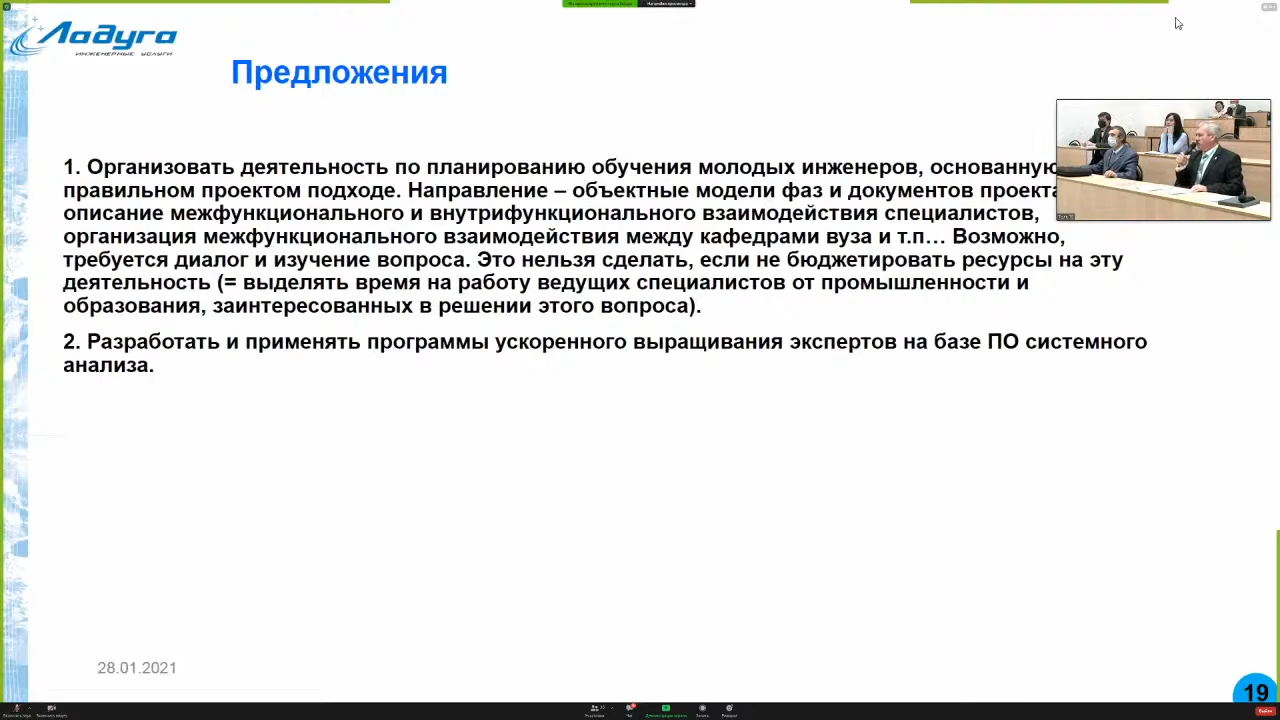 Ладуга
ИНЖЕНЕРНЫЕ УСЛУГИ
Предложения
1. Организовать деятельность по планированию обучения молодых инженеров, основанную
правильном проектом подходе. Направление – объектные модели фаз и документов проекта
описание межфункционального и внутрифункционального взаимодействия специалистов,
организация межфункционального взаимодействия между кафедрами вуза и т.п… Возможно,
требуется диалог и изучение вопроса. Это нельзя сделать, если не бюджетировать ресурсы на эту
деятельность (= выделять время на работу ведущих специалистов от промышленности и
образования, заинтересованных в решении этого вопроса).
2. Разработать и применять программы ускоренного выращивания экспертов на базе ПО системного
анализа.
28.01.2021
19